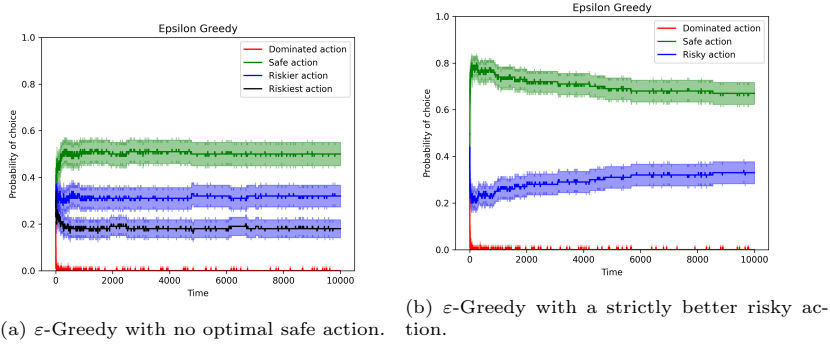 Epsilon Greedy
1.0
0.8
0.6
0.4
0.2
0.0
Probability of choice
Dominated action
Safe action
Riskier action
Riskiest action
0
2000
4000
6000
8000
10000
Time
(a) ε-Greedy with no optimal safe action.
Epsilon Greedy
1.0
0.8
0.6
0.4
0.2
0.0
Probability of choice
Dominated action
Safe action
Risky action
0
2000
4000
6000
8000
10000
Time
(b) ε-Greedy with a strictly better risky ac-
tion.